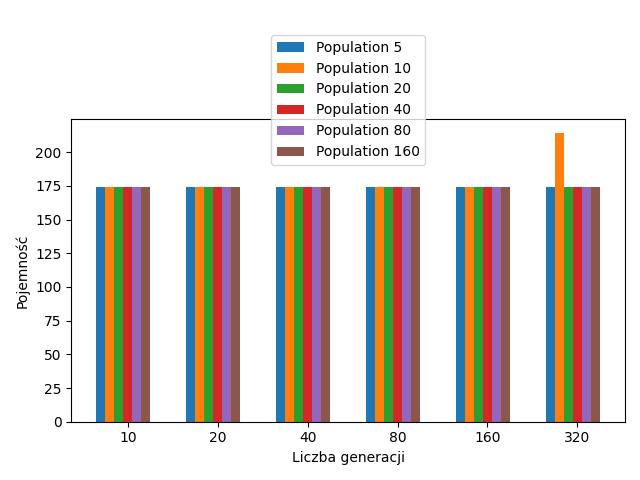 Population 5
Population 10
Population 20
Population 40
Population 80
Population 160
200
175
150
125
100
75
50
25
0
Pojemność
10 20 40 80 160 320
Liczba generacji